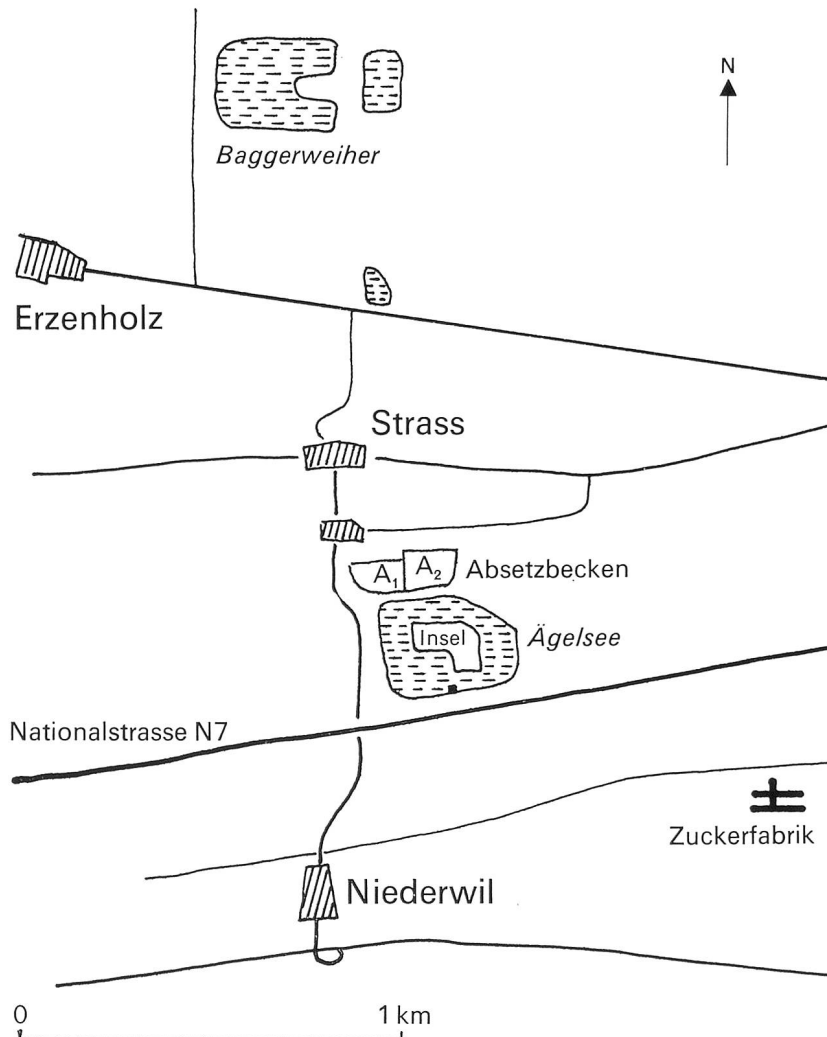 N
Baggerweiher
Erzenholz
Strass
A₁ A₂ Absetzbecken
Insel Ägelsee
Nationalstrasse N7
Zuckerfabrik
Niederwil
0 1 km